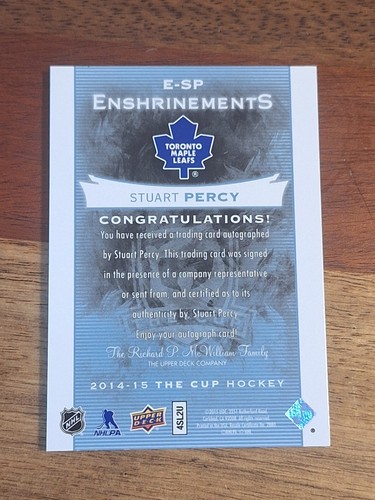 E-SP
ENSHRINEMENTS
TORONTO
MAPLE
LEAFS
STUART PERCY
CONGRATULATIONS!
You have received a trading card autographed
by Stuart Percy. This trading card was signed
in the presence of a company representative
or sent from, and certified as to its
authenticity by, Stuart Percy.
Enjoy your autograph card!
The Richard P. McWilliam Family
THE UPPER DECK COMPANY
2014-15 THE CUP HOCKEY
NHL
NHLPA
UPPER
DECK
4SL2U